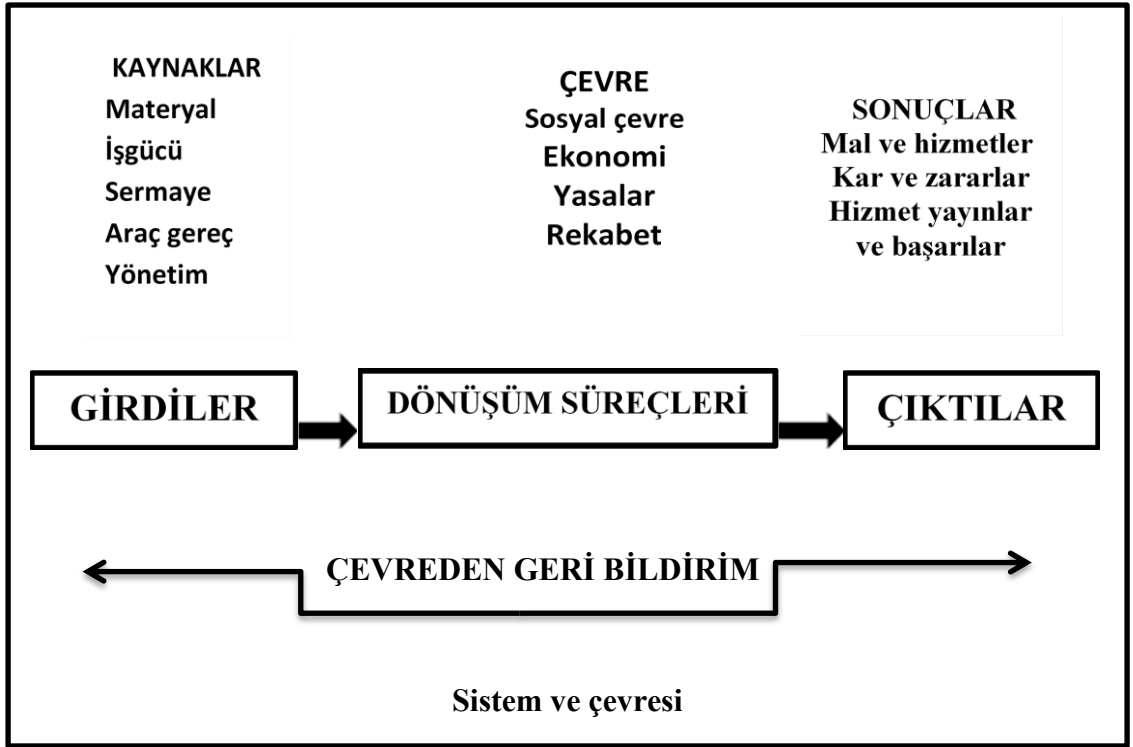 KAYNAKLAR
Materyal
İşgücü
Sermaye
Araç gereç
Yönetim
ÇEVRE
Sosyal çevre
Ekonomi
Yasalar
Rekabet
SONUÇLAR
Mal ve hizmetler
Kar ve zararlar
Hizmet yayınlar
ve başarılar
GİRDİLER
DÖNÜŞÜM SÜREÇLERİ
ÇIKTILAR
ÇEVREDEN GERİ BİLDİRİM
Sistem ve çevresi